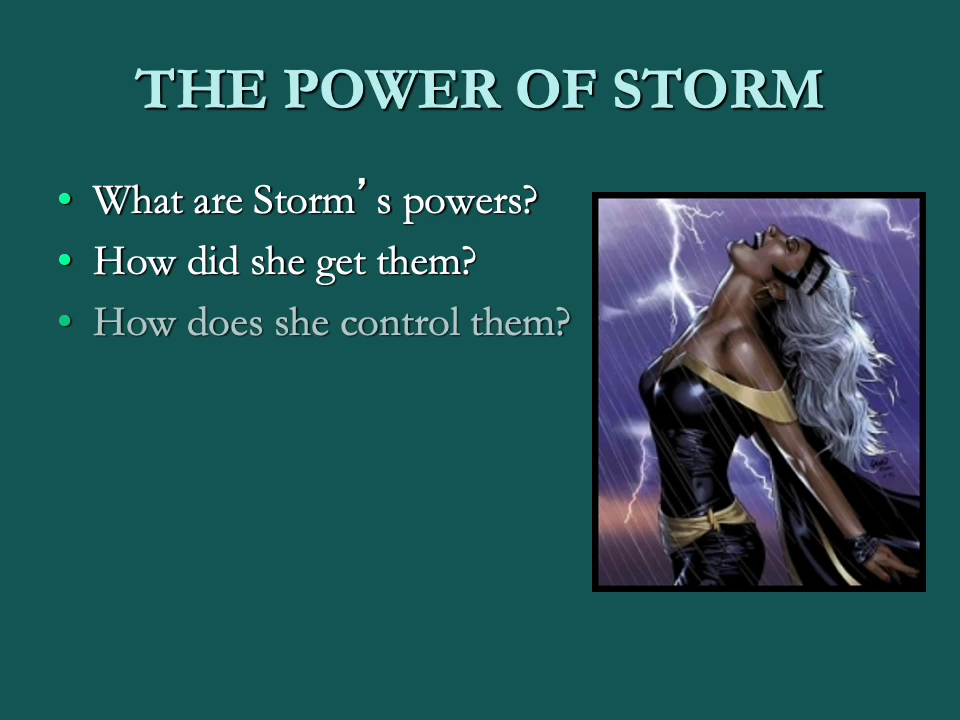 THE POWER OF STORM
• What are Storm’s powers?
• How did she get them?
• How does she control them?